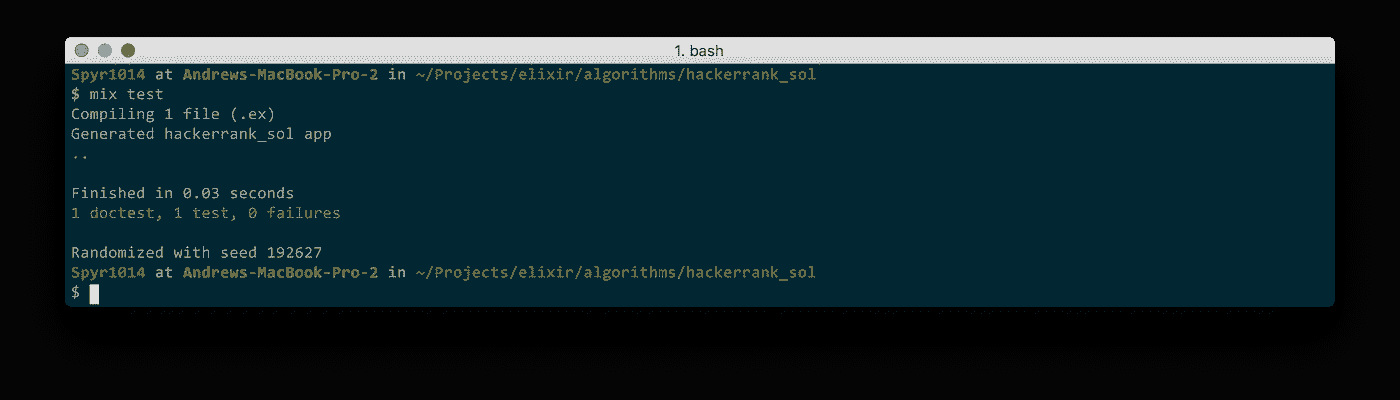 1. bash
Spyr1014 at Andrews-MacBook-Pro-2 in ~/Projects/elixir/algorithms/hackerrank_sol
$ mix test
Compiling 1 file (.ex)
Generated hackerrank_sol app
..
Finished in 0.03 seconds
1 doctest, 1 test, 0 failures
Randomized with seed 192627
Spyr1014 at Andrews-MacBook-Pro-2 in ~/Projects/elixir/algorithms/hackerrank_sol
$